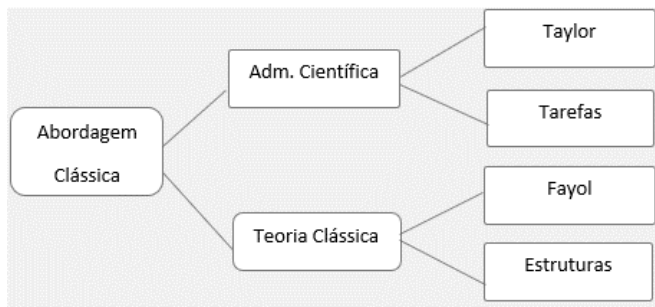 Abordagem
Clássica
Adm. Científica
Taylor
Tarefas
Teoria Clássica
Fayol
Estruturas